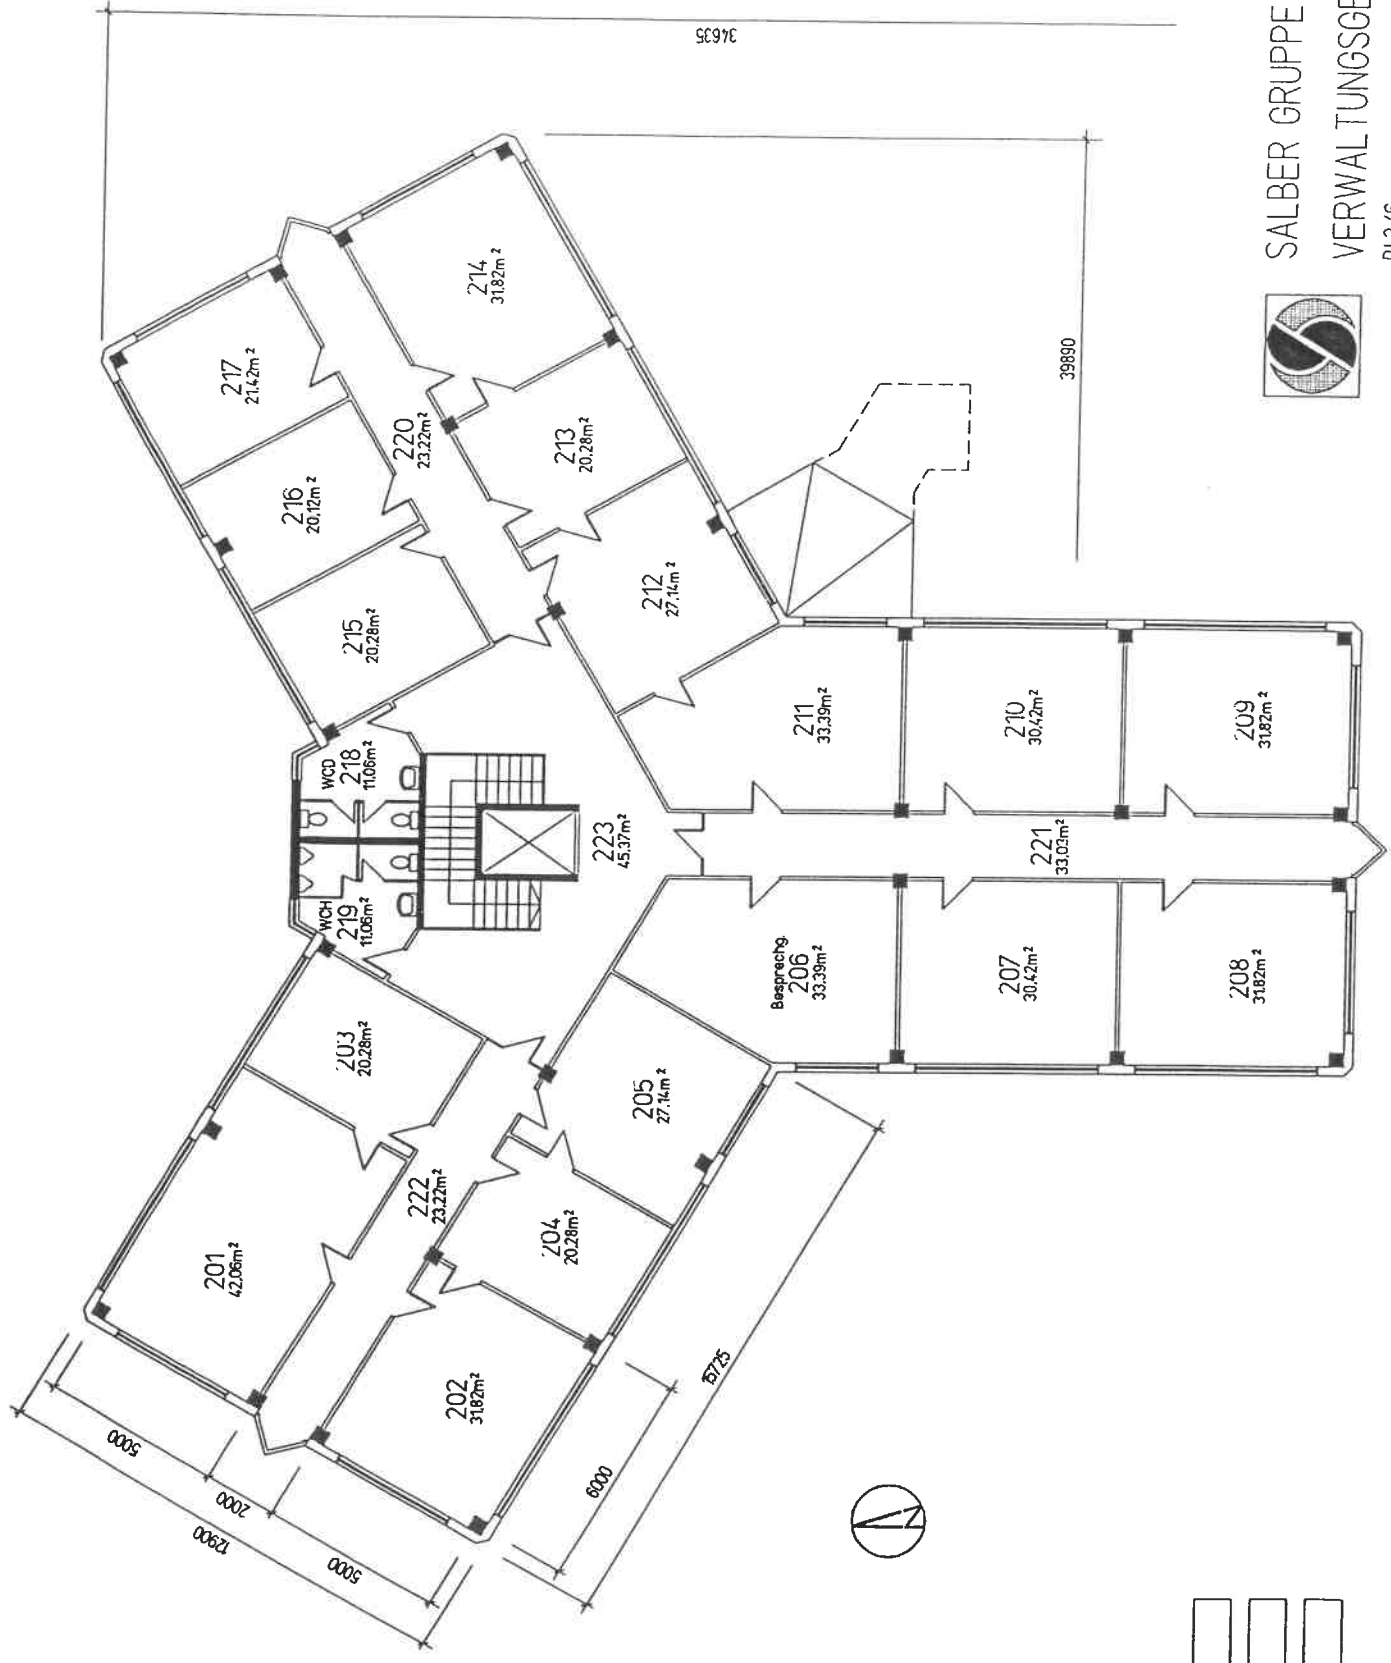 34635
39890
SALBER GRUPPE
217
21.42m²
214
31.82m²
216
20.12m²
220
23.22m²
213
20.28m²
215
20.28m²
212
27.14m²
WCD
218
11.06m²
WCH
219
11.06m²
223
45.37m²
211
33.39m²
210
30.42m²
209
31.82m²
221
33.03m²
Besprechg.
206
33.39m²
207
30.42m²
208
31.82m²
203
20.28m²
205
27.14m²
201
42.06m²
222
23.22m²
204
20.28m²
202
31.82m²
5000
2000
12900
5000
6000
15725